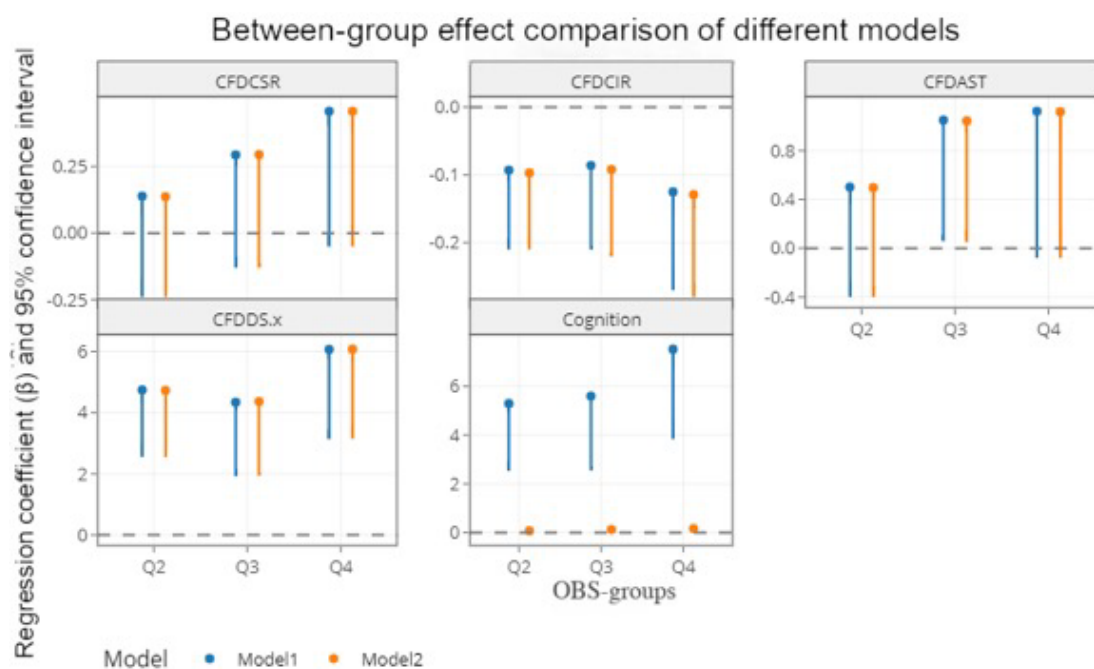 Between-group effect comparison of different models
Regression coefficient (β) and 95% confidence interval
CFDCSR
0.25
0.00
-0.25
CFDCIR
0.0
-0.1
-0.2
CFDAST
0.8
0.4
0.0
-0.4
Q2 Q3 Q4
CFDDS.x
6
4
2
0
Q2 Q3 Q4
Cognition
6
4
2
0
Q2 Q3 Q4
OBS-groups
Model Model1 Model2